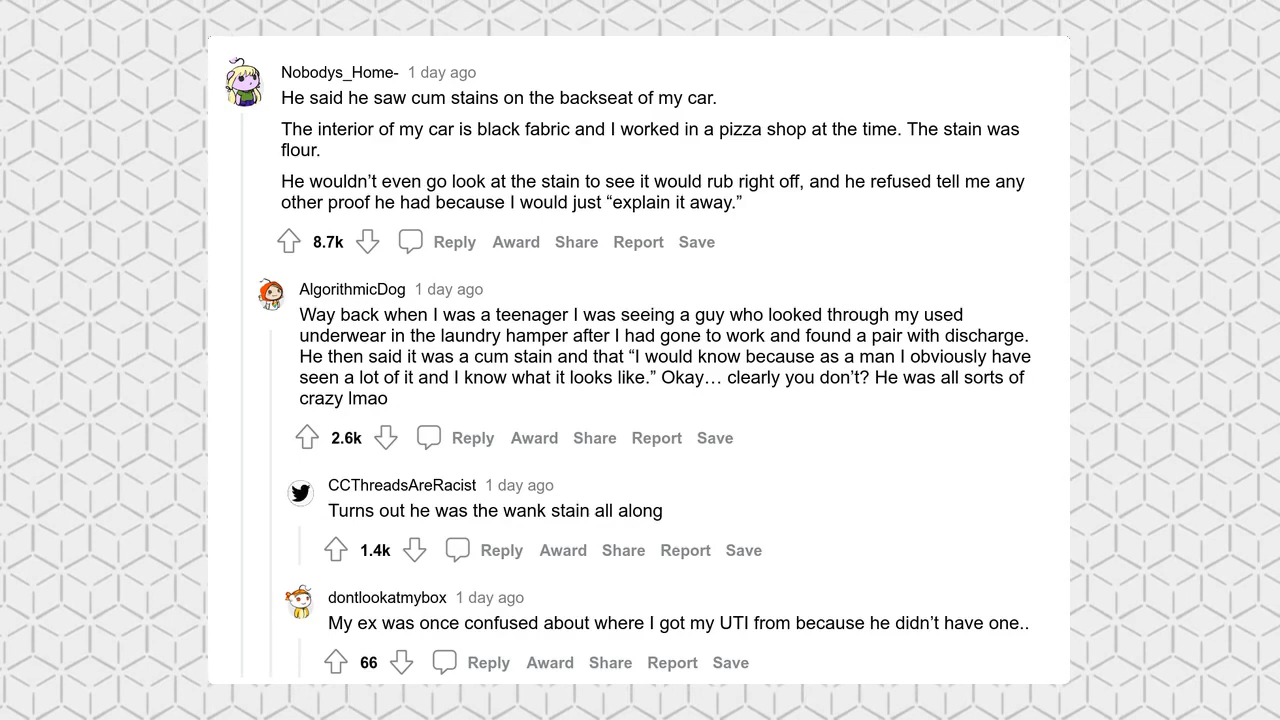 Nobodys_Home- 1 day ago
He said he saw cum stains on the backseat of my car.
The interior of my car is black fabric and I worked in a pizza shop at the time. The stain was
flour.
He wouldn’t even go look at the stain to see it would rub right off, and he refused tell me any
other proof he had because I would just “explain it away.”
8.7k Reply Award Share Report Save
AlgorithmicDog 1 day ago
Way back when I was a teenager I was seeing a guy who looked through my used
underwear in the laundry hamper after I had gone to work and found a pair with discharge.
He then said it was a cum stain and that “I would know because as a man I obviously have
seen a lot of it and I know what it looks like.” Okay… clearly you don’t? He was all sorts of
crazy lmao
2.6k Reply Award Share Report Save
CCThreadsAreRacist 1 day ago
Turns out he was the wank stain all along
1.4k Reply Award Share Report Save
dontlookatmybox 1 day ago
My ex was once confused about where I got my UTI from because he didn’t have one..
66 Reply Award Share Report Save